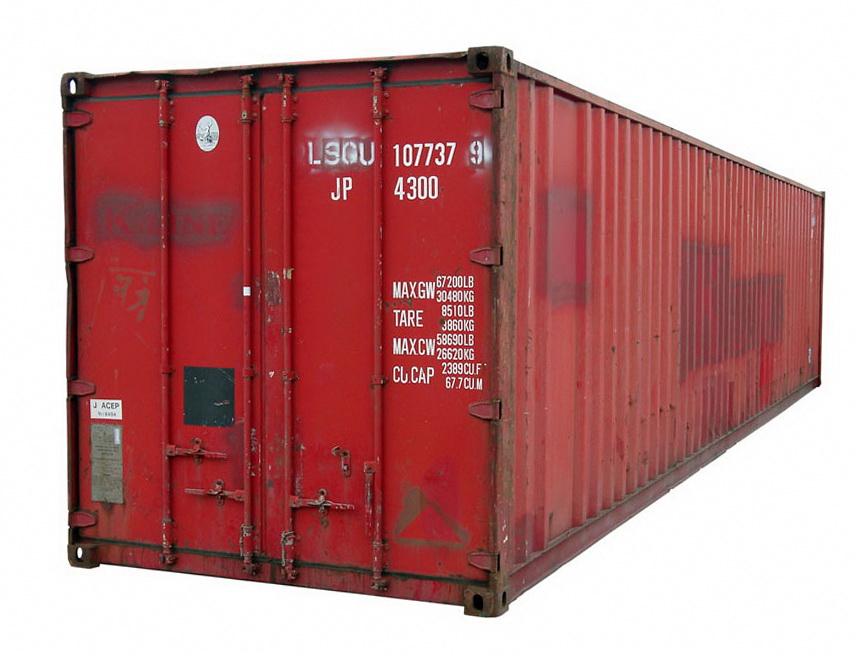 LSCU 107737 9
JP 4300
MAX.GW 67200LB
30480KG
TARE 8510LB
3860KG
MAX.CW 58690LB
26620KG
CU.CAP 2389CU.F
67.7CU.M
J ACEP